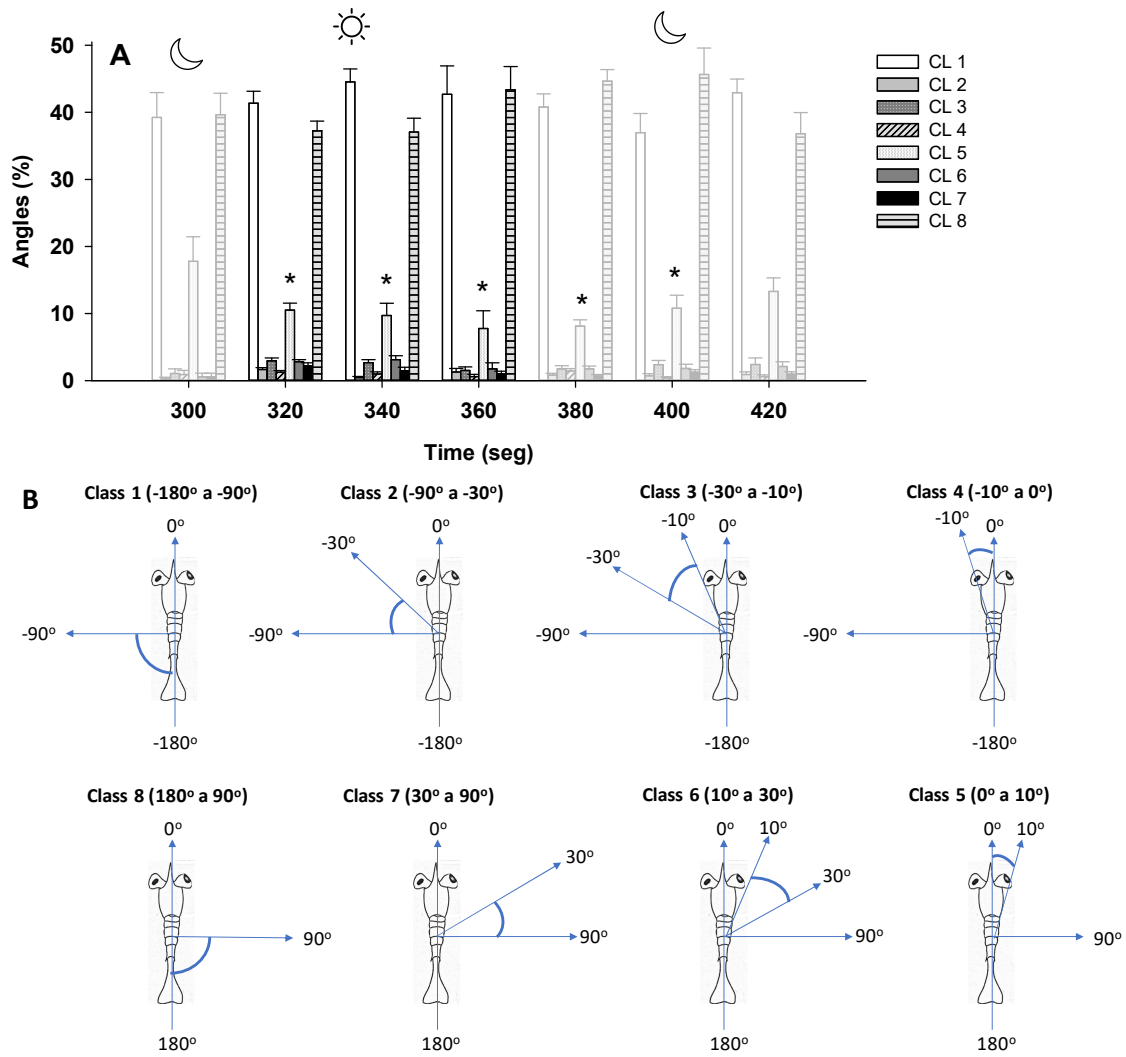 A
50
40
30
20
10
0
Angles (%)
* * * * *
300 320 340 360 380 400 420
Time (seg)
CL 1
CL 2
CL 3
CL 4
CL 5
CL 6
CL 7
CL 8
B
Class 1 (-180º a -90º)
0º
-90º
-180º
Class 2 (-90º a -30º)
0º
-30º
-90º
-180º
Class 3 (-30º a -10º)
0º
-10º
-30º
-90º
-180º
Class 4 (-10º a 0º)
-10º
0º
-90º
-180º
Class 8 (180º a 90º)
0º
90º
180º
Class 7 (30º a 90º)
0º
30º
90º
180º
Class 6 (10º a 30º)
0º
10º
30º
90º
180º
Class 5 (0º a 10º)
0º
10º
90º
180º